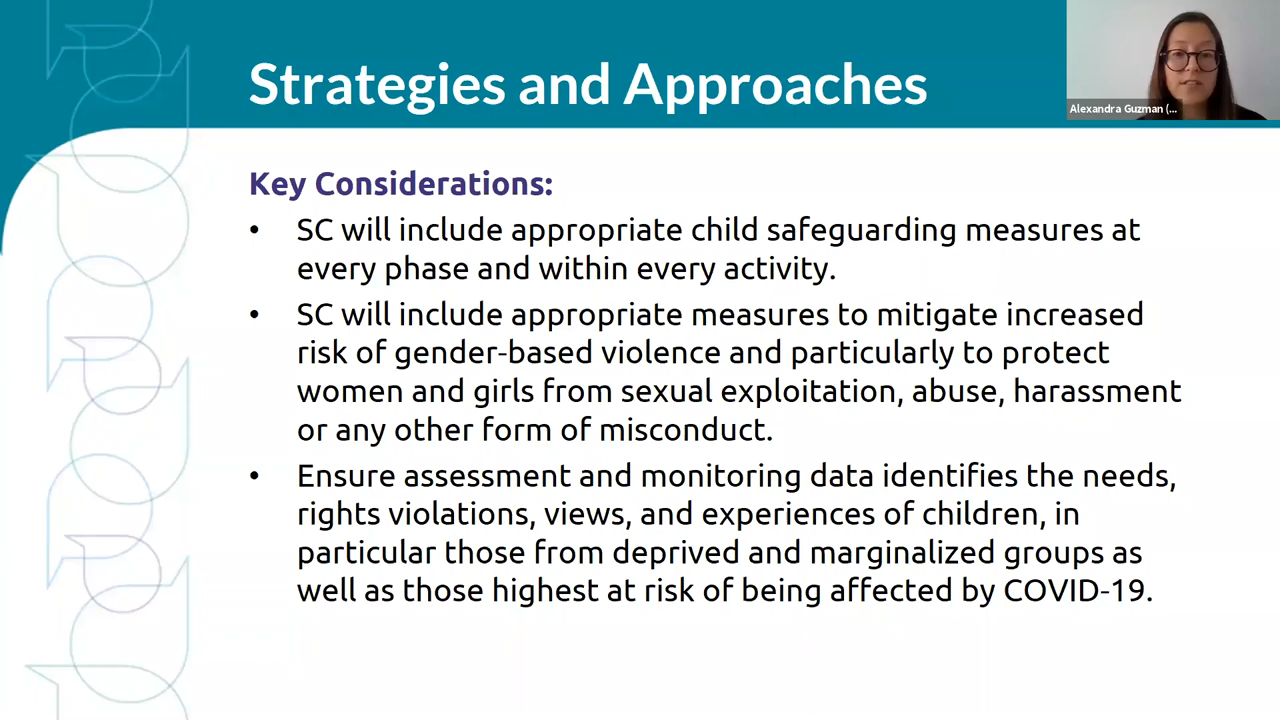 Strategies and Approaches
Alexandra Guzman (...
Key Considerations:
• SC will include appropriate child safeguarding measures at
every phase and within every activity.
• SC will include appropriate measures to mitigate increased
risk of gender-based violence and particularly to protect
women and girls from sexual exploitation, abuse, harassment
or any other form of misconduct.
• Ensure assessment and monitoring data identifies the needs,
rights violations, views, and experiences of children, in
particular those from deprived and marginalized groups as
well as those highest at risk of being affected by COVID-19.